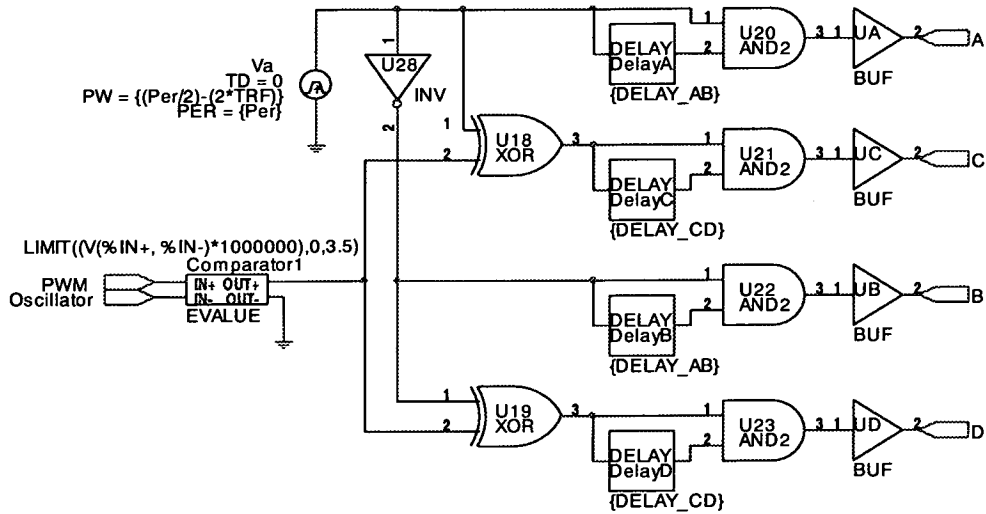 1
U20
AND2
2
3 1
UA
2
A
BUF
DELAY
DelayA
{DELAY_AB}
1
U28
INV
2
Va
TD = 0
PW = {(Per/2)-(2*TRF)}
PER = {Per}
1
2
U18
XOR
3
1
2
U21
AND2
3 1
UC
2
C
BUF
DELAY
DelayC
{DELAY_CD}
LIMIT((V(%IN+, %IN-)*1000000),0,3.5)
Comparator1
PWM
Oscillator
IN+ OUT+
IN- OUT-
EVALUE
1
2
U22
AND2
3 1
UB
2
B
BUF
DELAY
DelayB
{DELAY_AB}
1
2
U19
XOR
3
1
2
U23
AND2
3 1
UD
2
D
BUF
DELAY
DelayD
{DELAY_CD}